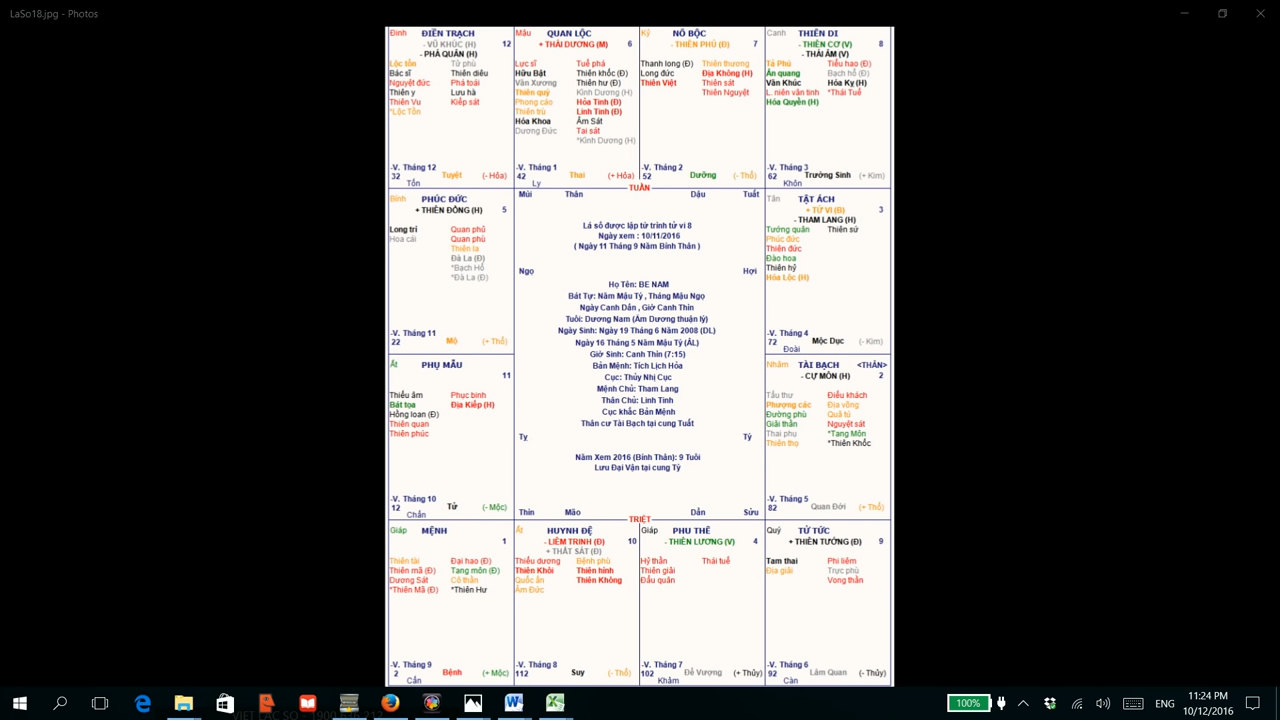 LaSo18.jpg - Photos
Đinh ĐIỀN TRẠCH
- VŨ KHÚC (H) 12
- PHÁ QUÂN (H)
Lộc tồn Tử phù
Bác sĩ Thiên diêu
Nguyệt đức Phá toái
Thiên y Lưu hà
Thiên Vu Kiếp sát
*Lộc Tồn
-V. Tháng 12
32 Tuyệt (- Hỏa)
Tốn
Mậu QUAN LỘC
+ THÁI DƯƠNG (M) 6
Lực sĩ Tuế phá
Hữu Bật Thiên khốc (Đ)
Văn Xương Thiên hư (Đ)
Thiên quý Kình Dương (H)
Phong cáo Hỏa Tinh (Đ)
Thiên trù Linh Tinh (Đ)
Hóa Khoa Âm Sát
Dương Đức Tai sát
*Kình Dương (H)
-V. Tháng 1
42 Thai (+ Hỏa)
Ly
Kỷ NÔ BỘC
- THIÊN PHỦ (Đ) 7
Thanh long (Đ) Thiên thương
Long đức Địa Không (H)
Thiên Việt Thiên sát
Thiên Nguyệt
-V. Tháng 2
52 Dưỡng (- Thổ)
Canh THIÊN DI
- THIÊN CƠ (V) 8
- THÁI ÂM (V)
Tả Phù Tiểu hao (Đ)
Ân quang Bạch hổ (Đ)
Văn Khúc Hóa Kỵ (H)
L. niên văn tinh *Thái Tuế
Hóa Quyền (H)
-V. Tháng 3
62 Trường Sinh (+ Kim)
Khôn
TUẦN
Bính PHÚC ĐỨC
+ THIÊN ĐỒNG (H) 5
Long trì Quan phủ
Hoa cái Quan phù
Thiên la
Đà La (Đ)
*Bạch Hổ
*Đà La (Đ)
-V. Tháng 11
22 Mộ (+ Thổ)
Mùi Thân Dậu Tuất
Lá số được lập từ trình tử vi 8
Ngày xem : 10/11/2016
( Ngày 11 Tháng 9 Năm Bính Thân )
Ngọ Hợi
Họ Tên: BE NAM
Bát Tự: Năm Mậu Tý , Tháng Mậu Ngọ
Ngày Canh Dần , Giờ Canh Thìn
Tuổi: Dương Nam (Âm Dương thuận lý)
Ngày Sinh: Ngày 19 Tháng 6 Năm 2008 (DL)
Ngày 16 Tháng 5 Năm Mậu Tý (ÂL)
Giờ Sinh: Canh Thìn (7:15)
Bản Mệnh: Tích Lịch Hỏa
Cục: Thủy Nhị Cục
Mệnh Chủ: Tham Lang
Thân Chủ: Linh Tinh
Cục khắc Bản Mệnh
Thân cư Tài Bạch tại cung Tuất
Tỵ Tý
Năm Xem 2016 (Bính Thân): 9 Tuổi
Lưu Đại Vận tại cung Tý
Thìn Mão Dần Sửu
Tân TẬT ÁCH
+ TỬ VI (B) 3
- THAM LANG (H)
Tướng quân Thiên sứ
Phúc đức
Thiên đức
Đào hoa
Thiên hỷ
Hóa Lộc (H)
-V. Tháng 4
72 Mộc Dục (- Kim)
Đoài
Ất PHỤ MẪU
11
Thiếu âm Phục binh
Bát tọa Địa Kiếp (H)
Hồng loan (Đ)
Thiên quan
Thiên phúc
-V. Tháng 10
12 Tử (- Mộc)
Chấn
Nhâm TÀI BẠCH <THÂN>
- CỰ MÔN (H) 2
Tấu thư Điếu khách
Phượng các Địa võng
Đường phù Quả tú
Giải thần Nguyệt sát
Thai phụ *Tang Môn
Thiên thọ *Thiên Khốc
-V. Tháng 5
82 Quan Đới (+ Thổ)
TRIỆT
Giáp MỆNH
1
Thiên tài Đại hao (Đ)
Thiên mã (Đ) Tang môn (Đ)
Dương Sát Cô thần
*Thiên Mã (Đ) *Thiên Hư
-V. Tháng 9
2 Bệnh (+ Mộc)
Cấn
Ất HUYNH ĐỆ
- LIÊM TRINH (Đ) 10
+ THẤT SÁT (Đ)
Thiếu dương Bệnh phù
Thiên Khôi Thiên hình
Quốc ấn Thiên Không
Âm Đức
-V. Tháng 8
112 Suy (- Thổ)
Giáp PHU THÊ
- THIÊN LƯƠNG (V) 4
Hỷ thần Thái tuế
Thiên giải
Đẩu quân
-V. Tháng 7
102 Đế Vượng (+ Thủy)
Khảm
Quý TỬ TỨC
+ THIÊN TƯỚNG (Đ) 9
Tam thai Phi liêm
Địa giải Trực phù
Vong thần
-V. Tháng 6
92 Lâm Quan (- Thủy)
Càn
100% ENG
11:24 PM
10/12/2016